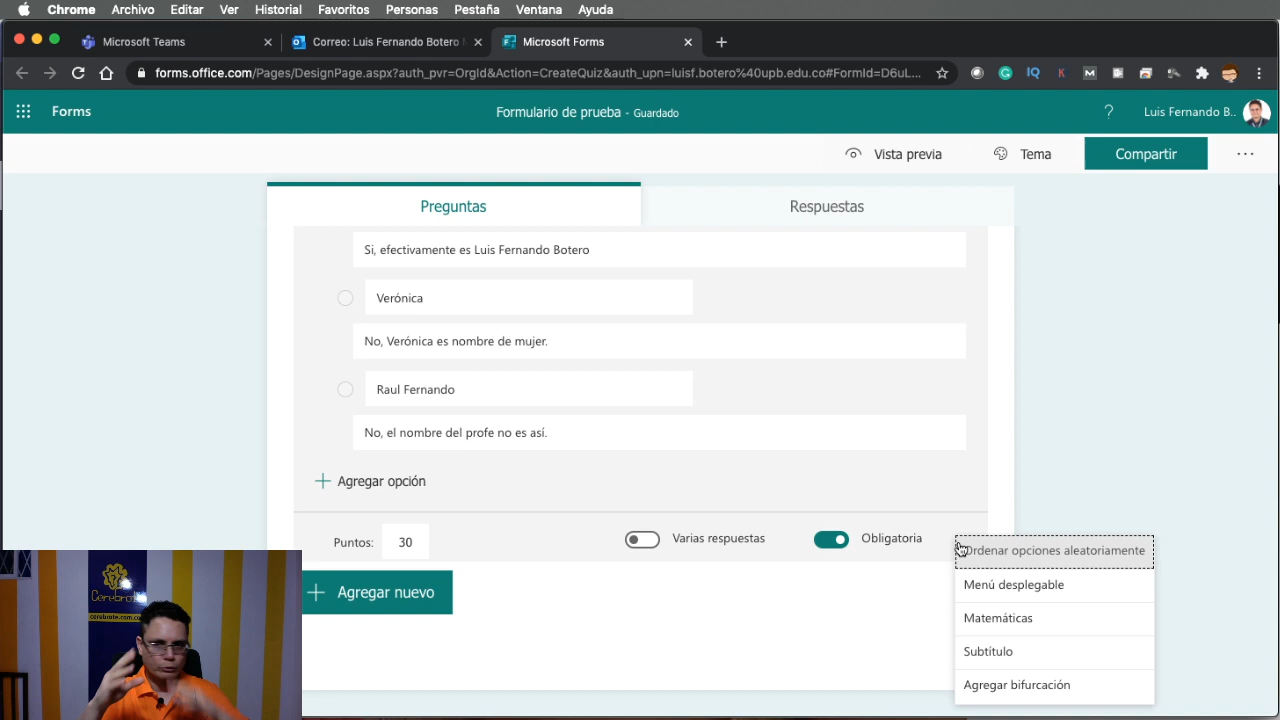 Chrome Archivo Editar Ver Historial Favoritos Personas Pestaña Ventana Ayuda
Microsoft Teams
Correo: Luis Fernando Botero
Microsoft Forms
forms.office.com/Pages/DesignPage.aspx?auth_pvr=OrgId&Action=CreateQuiz&auth_upn=luisf.botero%40upb.edu.co#FormId=D6uL...
Forms
Formulario de prueba - Guardado
? Luis Fernando B..
Vista previa
Tema
Compartir
Preguntas
Respuestas
Si, efectivamente es Luis Fernando Botero
Verónica
No, Verónica es nombre de mujer.
Raul Fernando
No, el nombre del profe no es así.
Agregar opción
Puntos: 30
Varias respuestas
Obligatoria
Ordenar opciones aleatoriamente
Menú desplegable
Matemáticas
Subtítulo
Agregar bifurcación
Agregar nuevo
Cerebrote
cerebrote.com.co